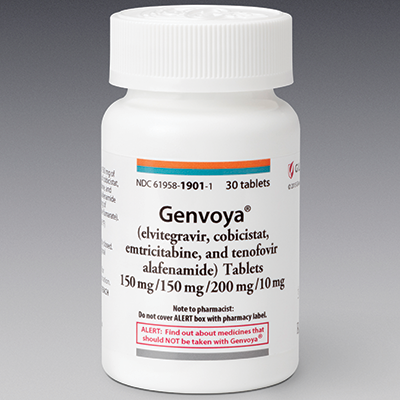 NDC 61958-1901-1 30 tablets
Genvoya®
(elvitegravir, cobicistat,
emtricitabine, and tenofovir
alafenamide) Tablets
150 mg/150 mg/200 mg/10 mg
Note to pharmacist:
Do not cover ALERT box with pharmacy label.
ALERT: Find out about medicines that
should NOT be taken with Genvoya®